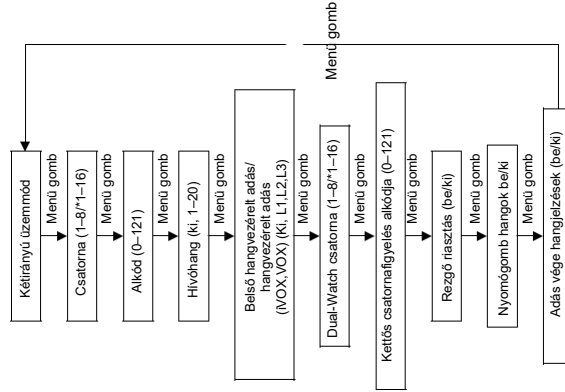 Kétirányú üzemmód
Menü gomb
Csatorna (1–8/*1–16)
Menü gomb
Alkód (0–121)
Menü gomb
Hívóhang (ki, 1–20)
Menü gomb
Belső hangvezérelt adás/
hangvezérelt adás
(iVOX,VOX) (Ki, L1,L2,L3)
Menü gomb
Dual-Watch csatorna (1–8/*1–16)
Menü gomb
Kettős csatornafigyelés alkódja (0–121)
Menü gomb
Rezgő riasztás (be/ki)
Menü gomb
Nyomógomb hangok be/ki
Menü gomb
Adás vége hangjelzések (be/ki)
Menü gomb